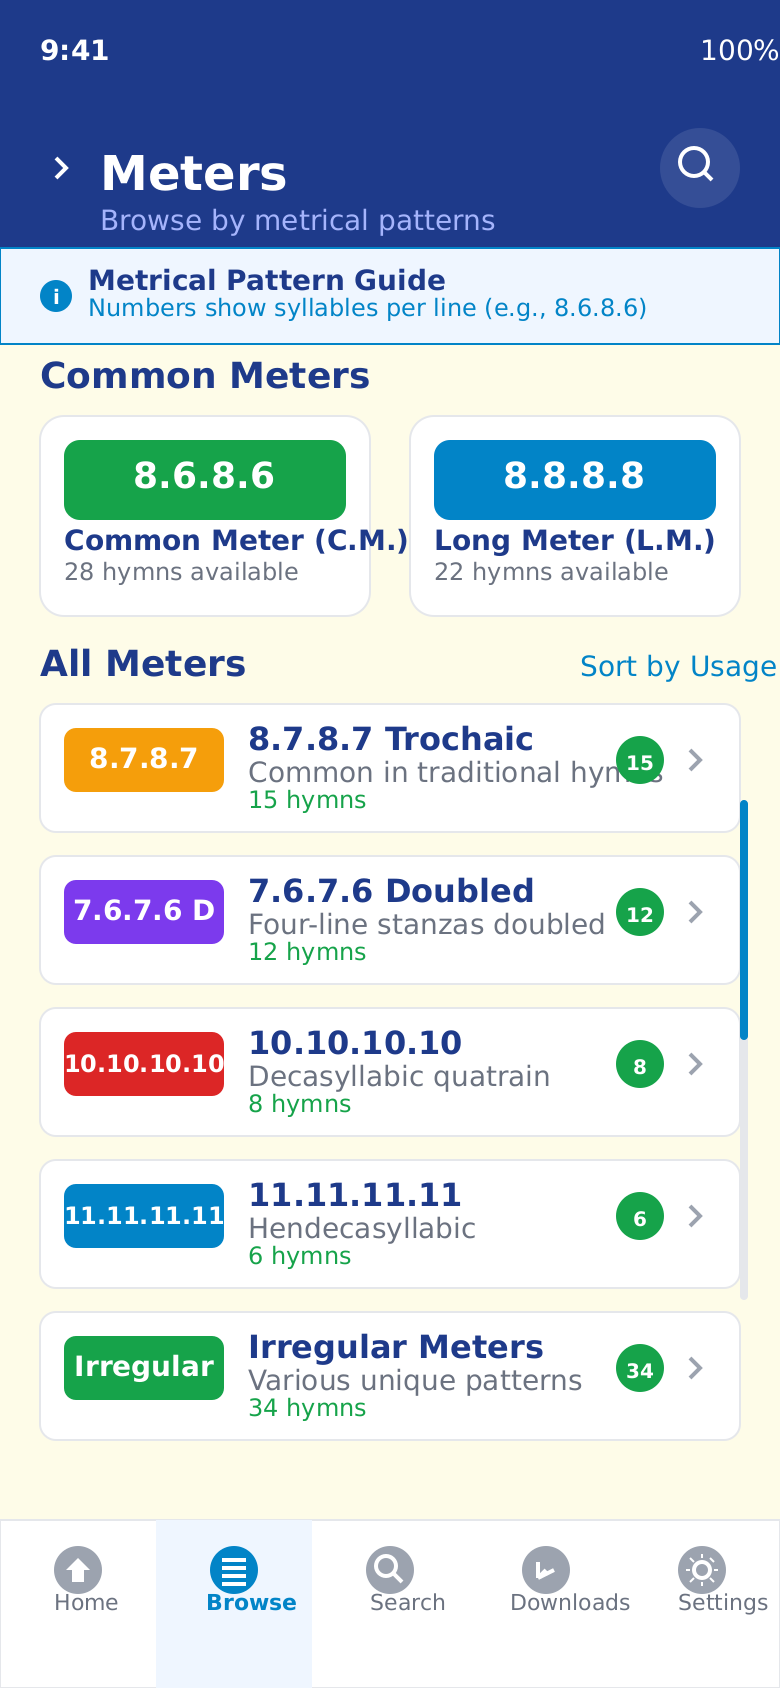 9:41
100%
Meters
Browse by metrical patterns
i
Metrical Pattern Guide
Numbers show syllables per line (e.g., 8.6.8.6)
Common Meters
8.6.8.6
Common Meter (C.M.)
28 hymns available
8.8.8.8
Long Meter (L.M.)
22 hymns available
All Meters
Sort by Usage
8.7.8.7
8.7.8.7 Trochaic
Common in traditional hymns
15 hymns
15
7.6.7.6 D
7.6.7.6 Doubled
Four-line stanzas doubled
12 hymns
12
10.10.10.10
10.10.10.10
Decasyllabic quatrain
8 hymns
8
11.11.11.11
11.11.11.11
Hendecasyllabic
6 hymns
6
Irregular
Irregular Meters
Various unique patterns
34 hymns
34
Home
Browse
Search
Downloads
Settings